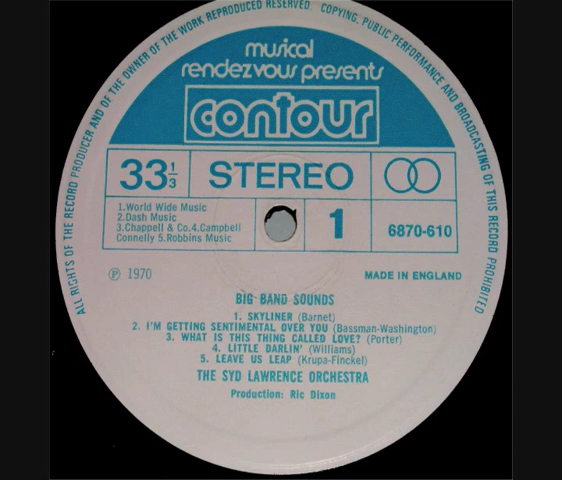 ALL RIGHTS OF THE RECORD PRODUCER AND OF THE OWNER OF THE WORK REPRODUCED RESERVED. COPYING, PUBLIC PERFORMANCE AND BROADCASTING OF THIS RECORD PROHIBITED
musical
rendezvous presents
contour
33 1/3 STEREO
1.World Wide Music
2.Dash Music
3.Chappell & Co.4.Campbell
Connelly 5.Robbins Music
1
6870-610
Ⓟ 1970
MADE IN ENGLAND
BIG BAND SOUNDS
1. SKYLINER (Barnet)
2. I'M GETTING SENTIMENTAL OVER YOU (Bassman-Washington)
3. WHAT IS THIS THING CALLED LOVE? (Porter)
4. LITTLE DARLIN' (Williams)
5. LEAVE US LEAP (Krupa-Finckel)
THE SYD LAWRENCE ORCHESTRA
Production: Ric Dixon